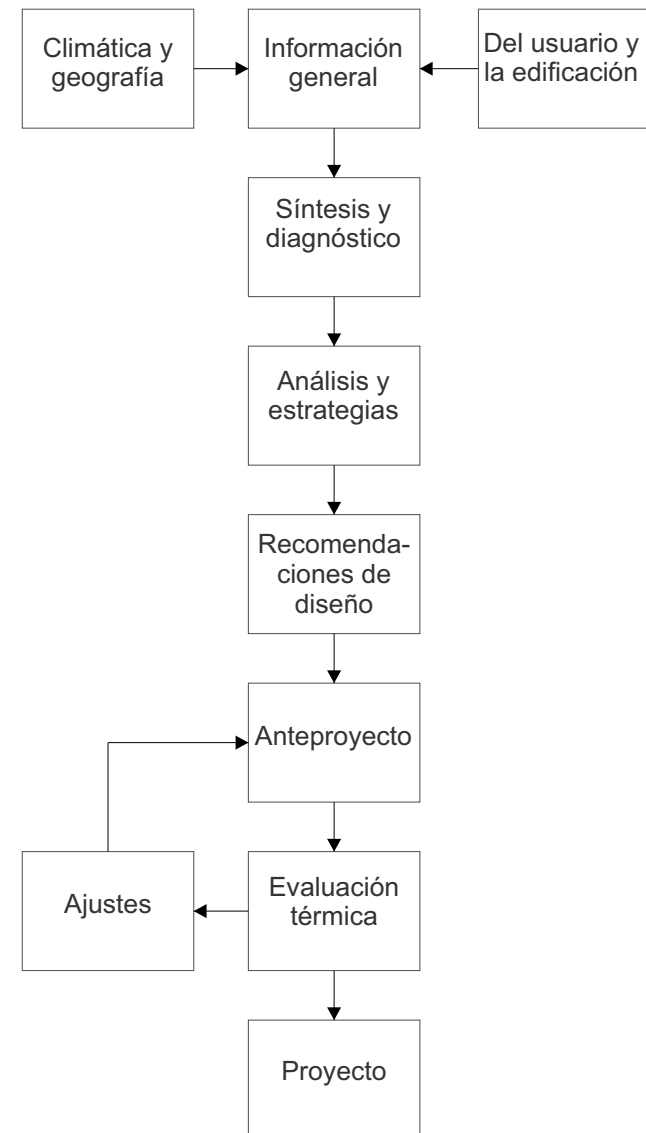 Climática y
geografía
Información
general
Del usuario y
la edificación
Síntesis y
diagnóstico
Análisis y
estrategias
Recomenda-
ciones de
diseño
Anteproyecto
Ajustes
Evaluación
térmica
Proyecto